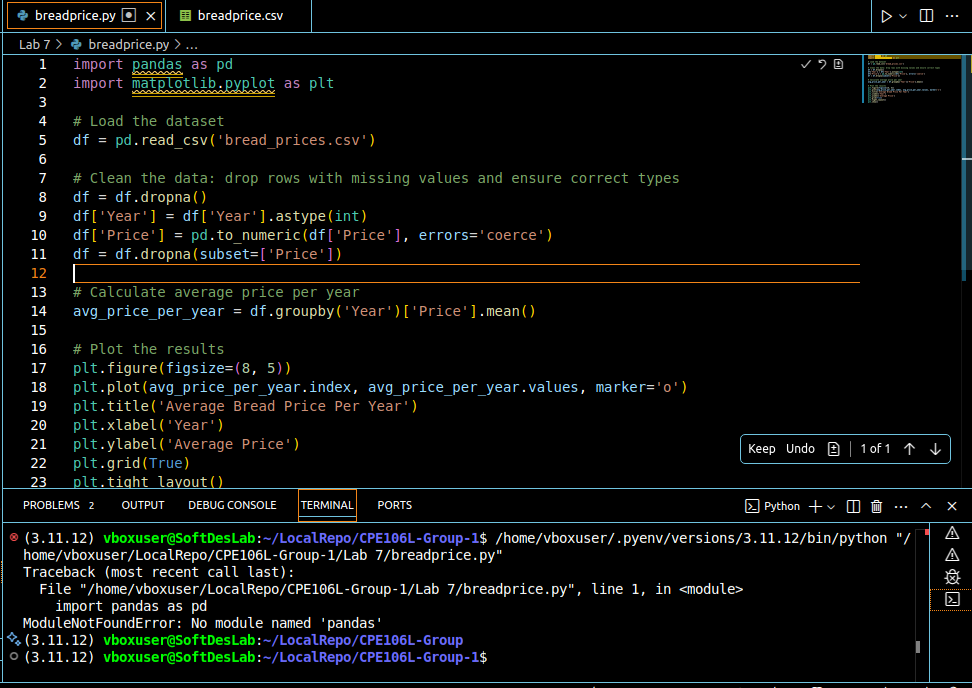 breadprice.py
breadprice.csv
Lab 7 > breadprice.py > ...
1 import pandas as pd
2 import matplotlib.pyplot as plt
3
4 # Load the dataset
5 df = pd.read_csv('bread_prices.csv')
6
7 # Clean the data: drop rows with missing values and ensure correct types
8 df = df.dropna()
9 df['Year'] = df['Year'].astype(int)
10 df['Price'] = pd.to_numeric(df['Price'], errors='coerce')
11 df = df.dropna(subset=['Price'])
12
13 # Calculate average price per year
14 avg_price_per_year = df.groupby('Year')['Price'].mean()
15
16 # Plot the results
17 plt.figure(figsize=(8, 5))
18 plt.plot(avg_price_per_year.index, avg_price_per_year.values, marker='o')
19 plt.title('Average Bread Price Per Year')
20 plt.xlabel('Year')
21 plt.ylabel('Average Price')
22 plt.grid(True)
23 plt.tight_layout()
Keep Undo 1 of 1
PROBLEMS 2 OUTPUT DEBUG CONSOLE TERMINAL PORTS
Python
(3.11.12) vboxuser@SoftDesLab:~/LocalRepo/CPE106L-Group-1$ /home/vboxuser/.pyenv/versions/3.11.12/bin/python "/
home/vboxuser/LocalRepo/CPE106L-Group-1/Lab 7/breadprice.py"
Traceback (most recent call last):
File "/home/vboxuser/LocalRepo/CPE106L-Group-1/Lab 7/breadprice.py", line 1, in <module>
import pandas as pd
ModuleNotFoundError: No module named 'pandas'
(3.11.12) vboxuser@SoftDesLab:~/LocalRepo/CPE106L-Group
(3.11.12) vboxuser@SoftDesLab:~/LocalRepo/CPE106L-Group-1$